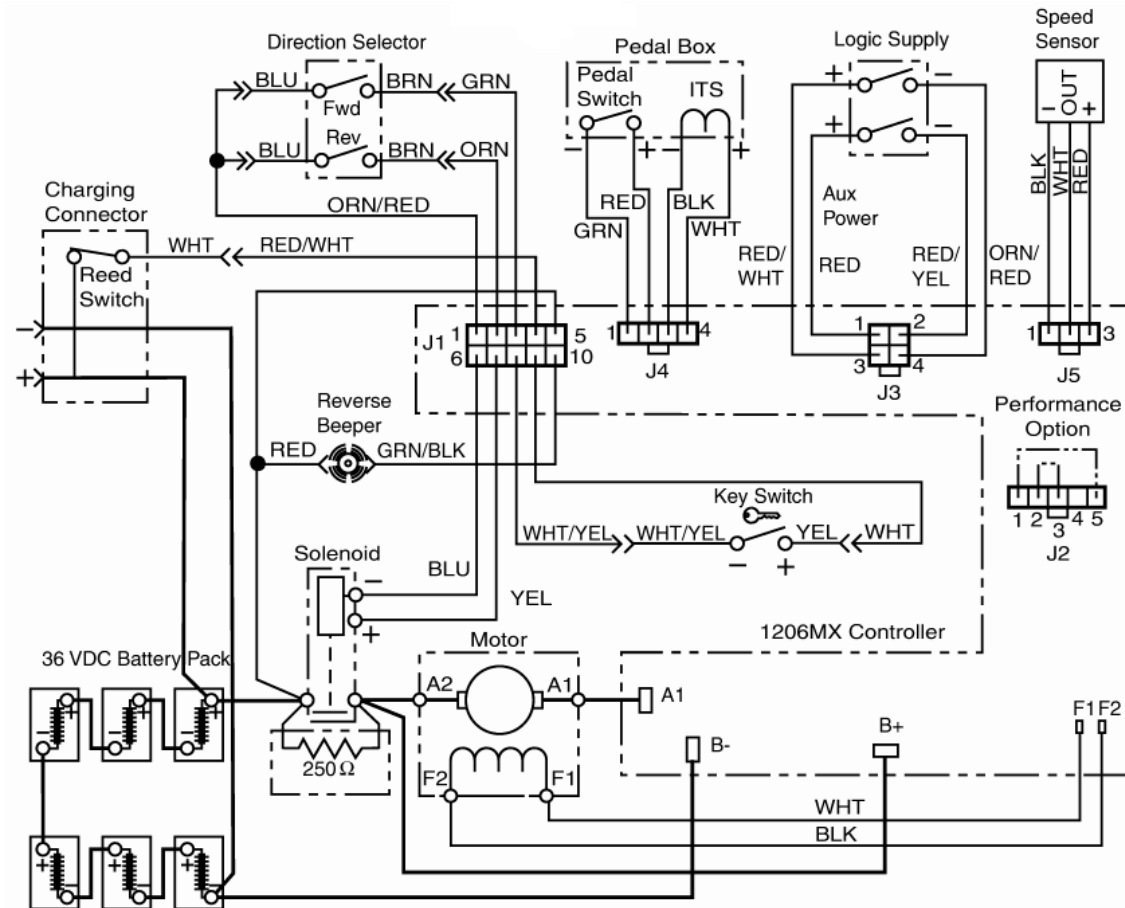 Direction Selector
BLU
Fwd
BRN
GRN
BLU
Rev
BRN
ORN
ORN/RED
Pedal Box
Pedal
Switch
ITS
−
+
−
+
RED
GRN
BLK
WHT
Logic Supply
+
−
+
−
Aux
Power
RED/
WHT
RED
RED/
YEL
ORN/
RED
Speed
Sensor
−
OUT
+
BLK
WHT
RED
Charging
Connector
WHT
RED/WHT
Reed
Switch
−
+
J1
1
5
6
10
1
4
J4
1
2
3
4
J3
1
3
J5
Performance
Option
1
2
3
4
5
J2
Reverse
Beeper
RED
GRN/BLK
Key Switch
WHT/YEL
WHT/YEL
YEL
WHT
−
+
Solenoid
−
+
BLU
YEL
250 Ω
Motor
A2
A1
F2
F1
1206MX Controller
A1
B-
B+
F1
F2
WHT
BLK
36 VDC Battery Pack
+
+
+
−
−
−
+
+
+
−
−
−